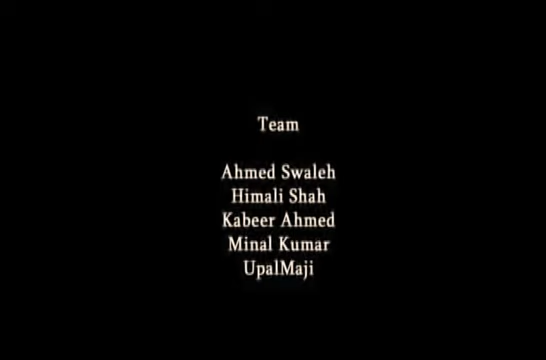 Team
Ahmed Swaleh
Himali Shah
Kabeer Ahmed
Minal Kumar
UpalMaji